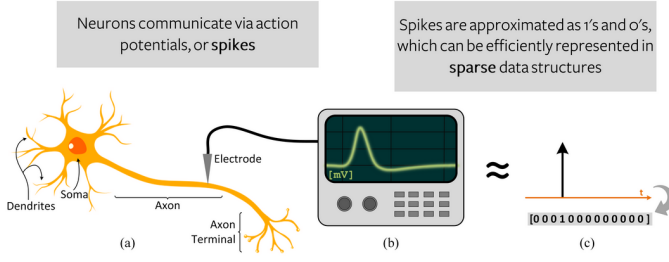 Neurons communicate via action
potentials, or spikes
Spikes are approximated as 1's and 0's,
which can be efficiently represented in
sparse data structures
Electrode
[mV]
≈
Dendrites
Soma
Axon
Axon
Terminal
t
[0001000000000]
(a)
(b)
(c)